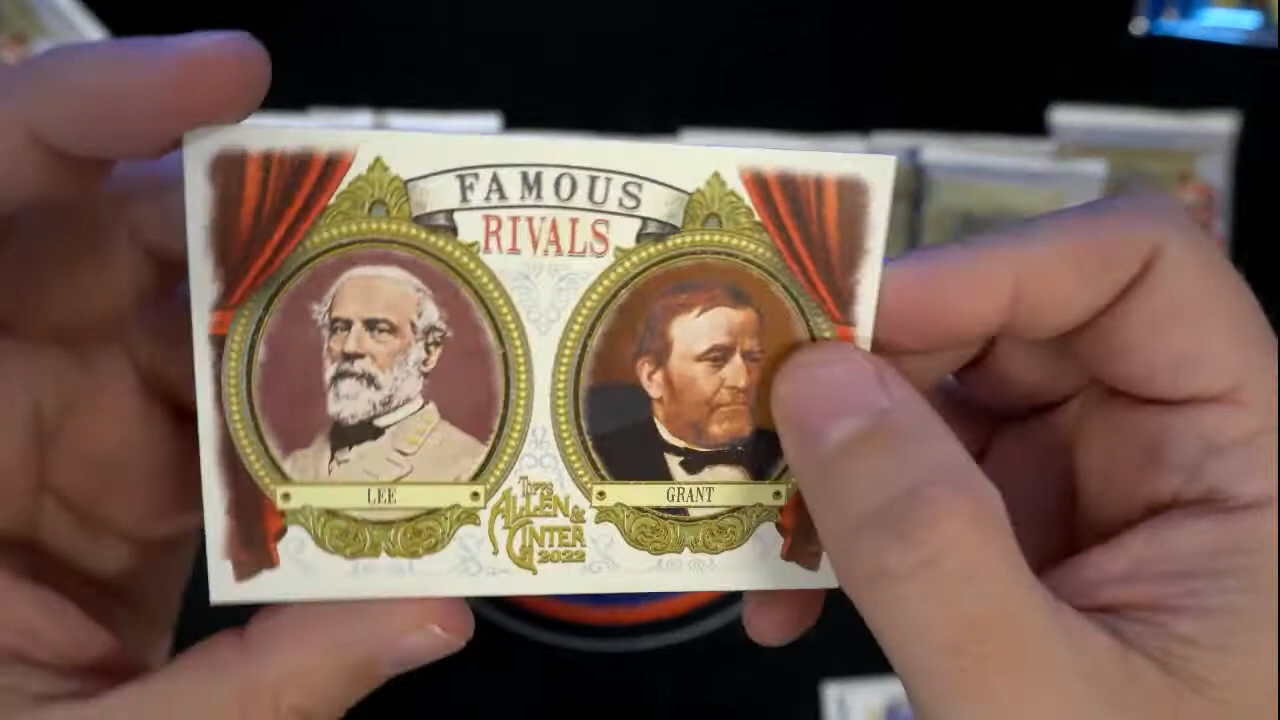 FAMOUS
RIVALS
LEE
GRANT
TOPPS
ALLEN &
GINTER
2022